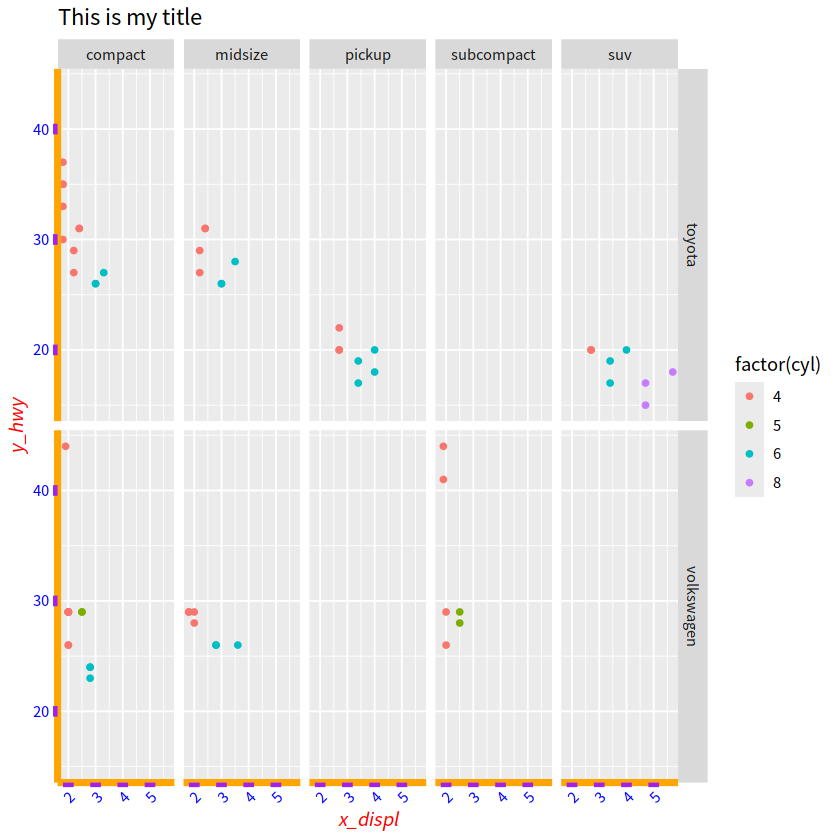 This is my title
compact midsize pickup subcompact suv
40
30
20
toyota
40
30
20
volkswagen
2 3 4 5 2 3 4 5 2 3 4 5 2 3 4 5 2 3 4 5
x_displ
y_hwy
factor(cyl)
4
5
6
8